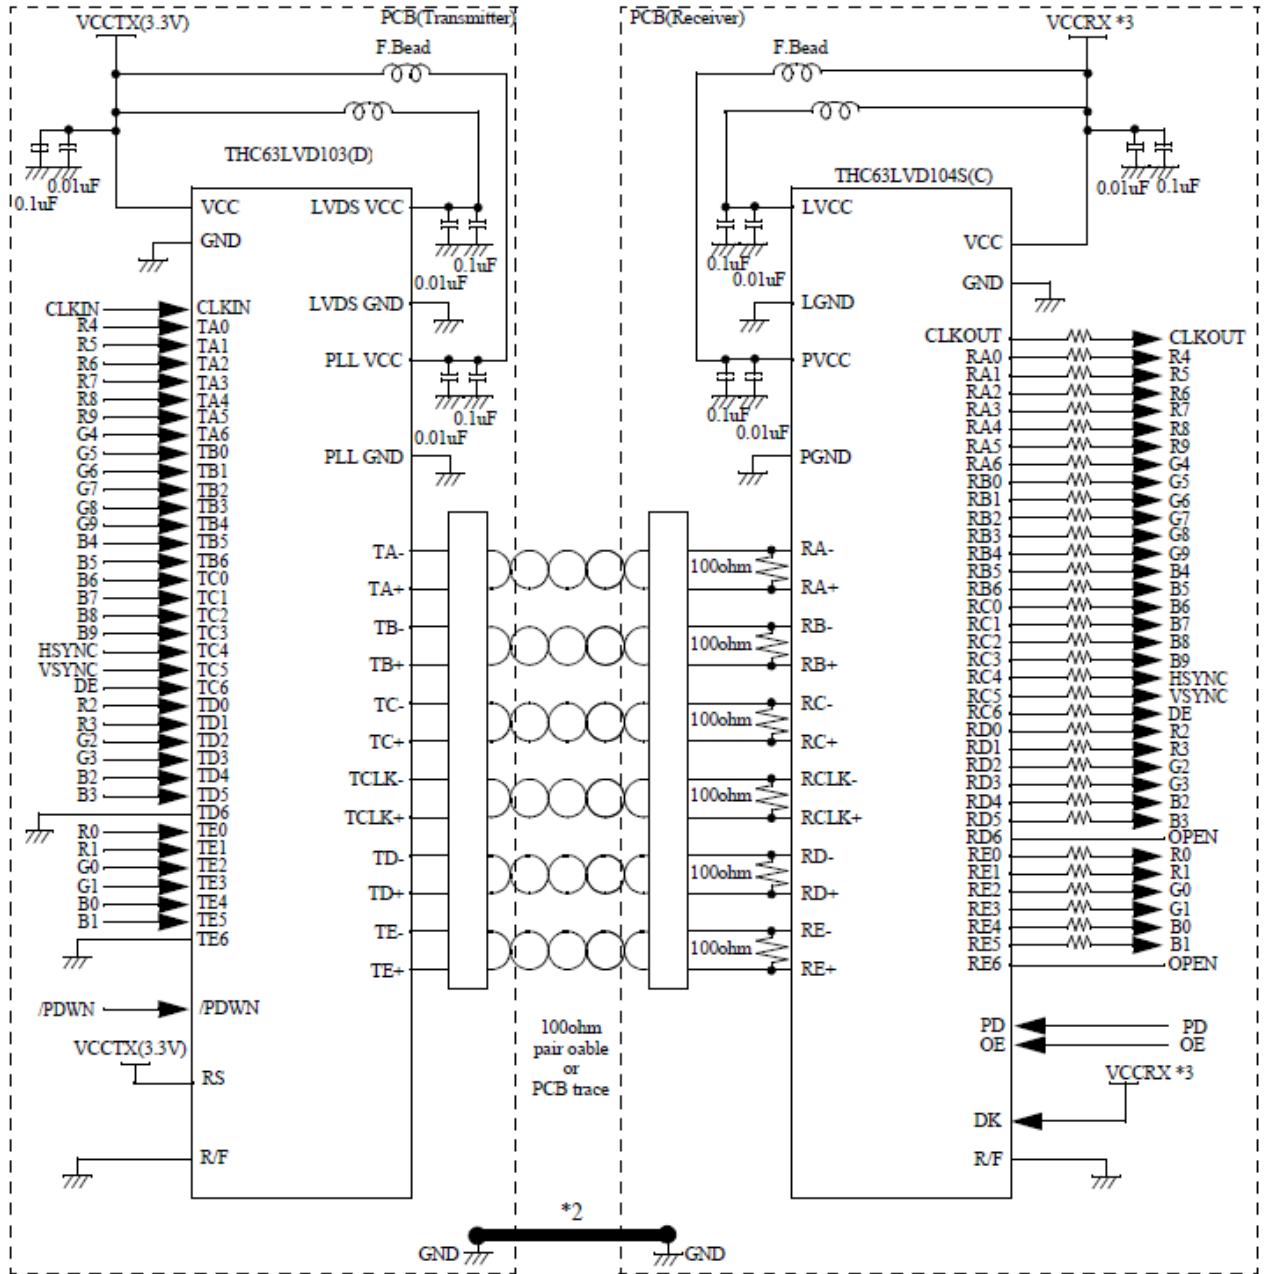 VCCTX(3.3V)
PCB(Transmitter)
F.Bead
THC63LVD103(D)
0.01uF
0.1uF
VCC
GND
LVDS VCC
0.1uF
0.01uF
LVDS GND
PLL VCC
0.1uF
0.01uF
PLL GND
CLKIN CLKIN
R4 TA0
R5 TA1
R6 TA2
R7 TA3
R8 TA4
R9 TA5
G4 TA6
G5 TB0
G6 TB1
G7 TB2
G8 TB3
G9 TB4
B4 TB5
B5 TB6
B6 TC0
B7 TC1
B8 TC2
B9 TC3
HSYNC TC4
VSYNC TC5
DE TC6
R2 TD0
R3 TD1
G2 TD2
G3 TD3
B2 TD4
B3 TD5
TD6
R0 TE0
R1 TE1
G0 TE2
G1 TE3
B0 TE4
B1 TE5
TE6
/PDWN /PDWN
VCCTX(3.3V)
RS
R/F
TA-
TA+
TB-
TB+
TC-
TC+
TCLK-
TCLK+
TD-
TD+
TE-
TE+
100ohm
pair oable
or
PCB trace
*2
GND
GND
PCB(Receiver)
VCCRX *3
F.Bead
THC63LVD104S(C)
0.01uF
0.1uF
LVCC
0.1uF
0.01uF
VCC
GND
LGND
PVCC
0.1uF
0.01uF
PGND
100ohm
RA-
RA+
100ohm
RB-
RB+
100ohm
RC-
RC+
100ohm
RCLK-
RCLK+
100ohm
RD-
RD+
100ohm
RE-
RE+
CLKOUT CLKOUT
RA0 R4
RA1 R5
RA2 R6
RA3 R7
RA4 R8
RA5 R9
RA6 G4
RB0 G5
RB1 G6
RB2 G7
RB3 G8
RB4 G9
RB5 B4
RB6 B5
RC0 B6
RC1 B7
RC2 B8
RC3 B9
RC4 HSYNC
RC5 VSYNC
RC6 DE
RD0 R2
RD1 R3
RD2 G2
RD3 G3
RD4 B2
RD5 B3
RD6 OPEN
RE0 R0
RE1 R1
RE2 G0
RE3 G1
RE4 B0
RE5 B1
RE6 OPEN
PD PD
OE OE
VCCRX *3
DK
R/F